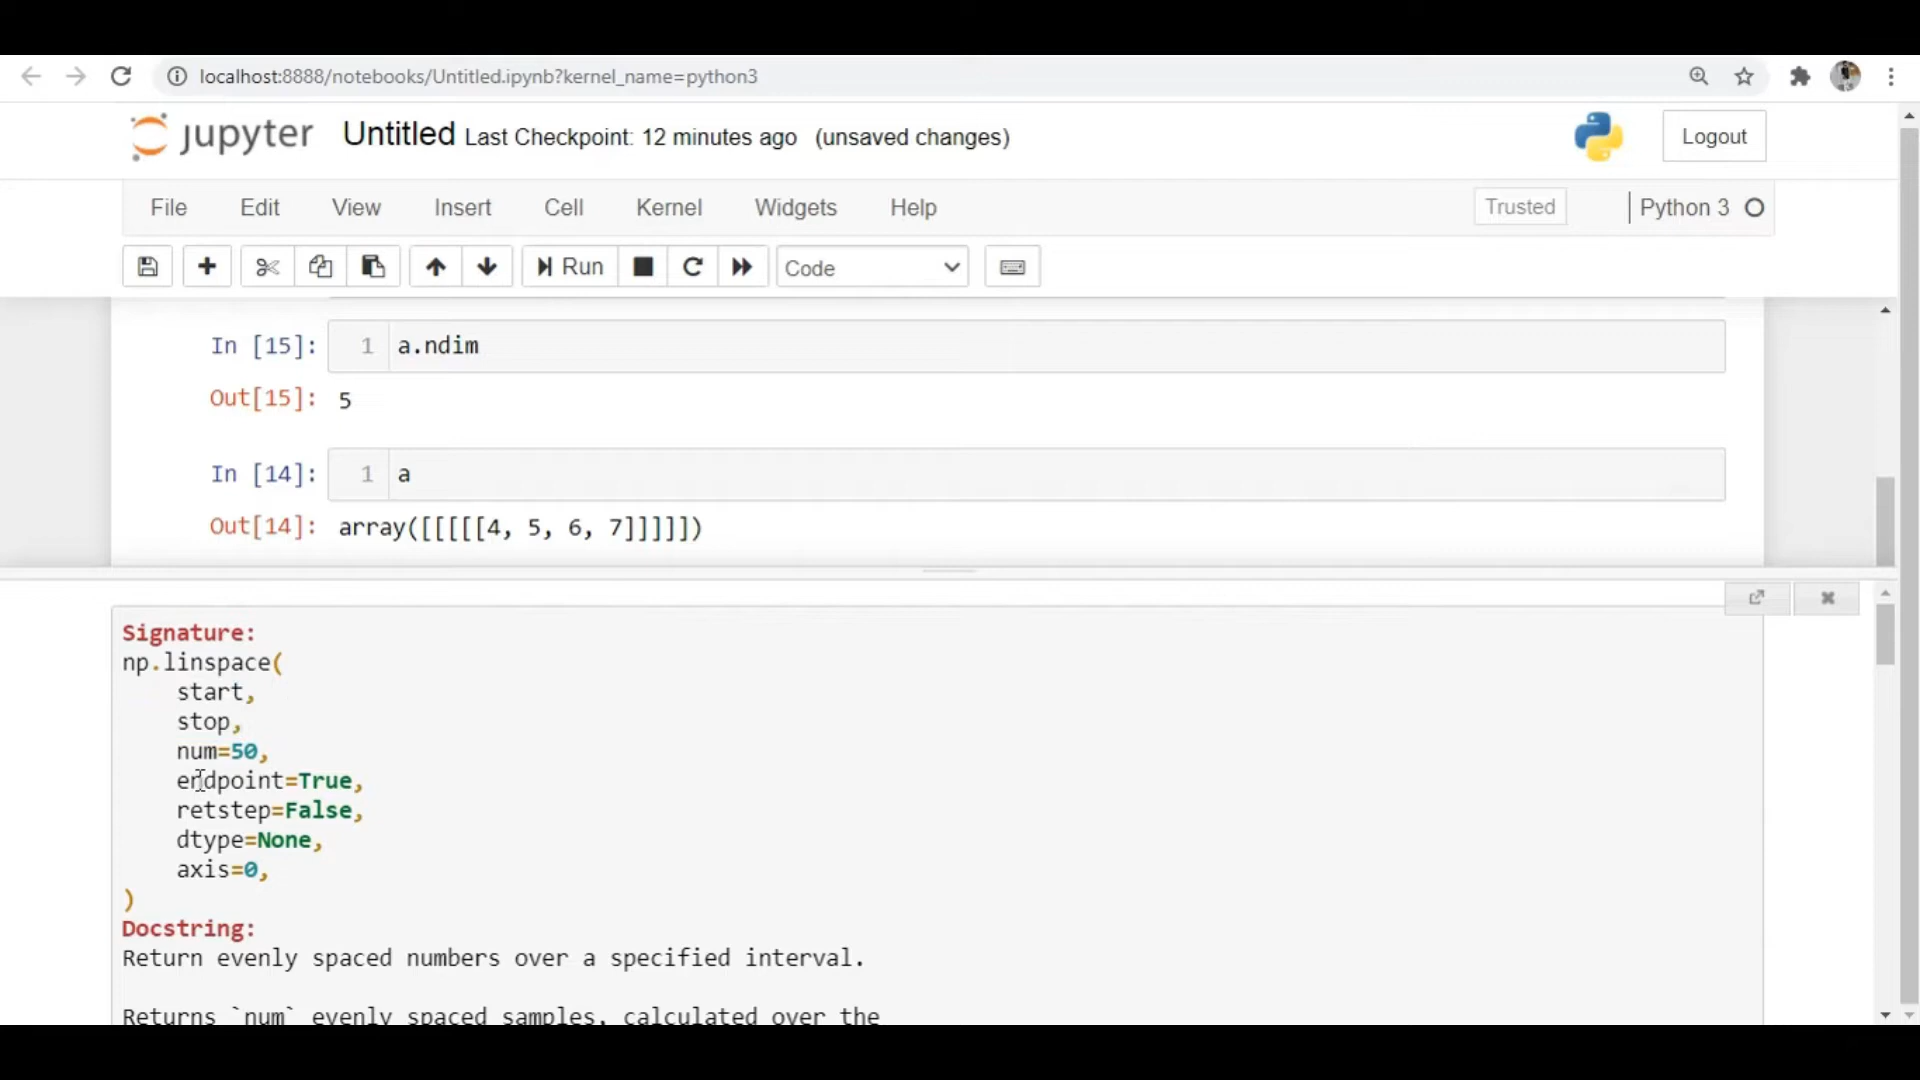 localhost:8888/notebooks/Untitled.ipynb?kernel_name=python3
jupyter Untitled Last Checkpoint: 12 minutes ago (unsaved changes)
Logout
File Edit View Insert Cell Kernel Widgets Help
Trusted
Python 3
Run
Code
In [15]: 1 a.ndim
Out[15]: 5
In [14]: 1 a
Out[14]: array([[[[[4, 5, 6, 7]]]]])
Signature:
np.linspace(
start,
stop,
num=50,
endpoint=True,
retstep=False,
dtype=None,
axis=0,
)
Docstring:
Return evenly spaced numbers over a specified interval.
Returns `num` evenly spaced samples, calculated over the